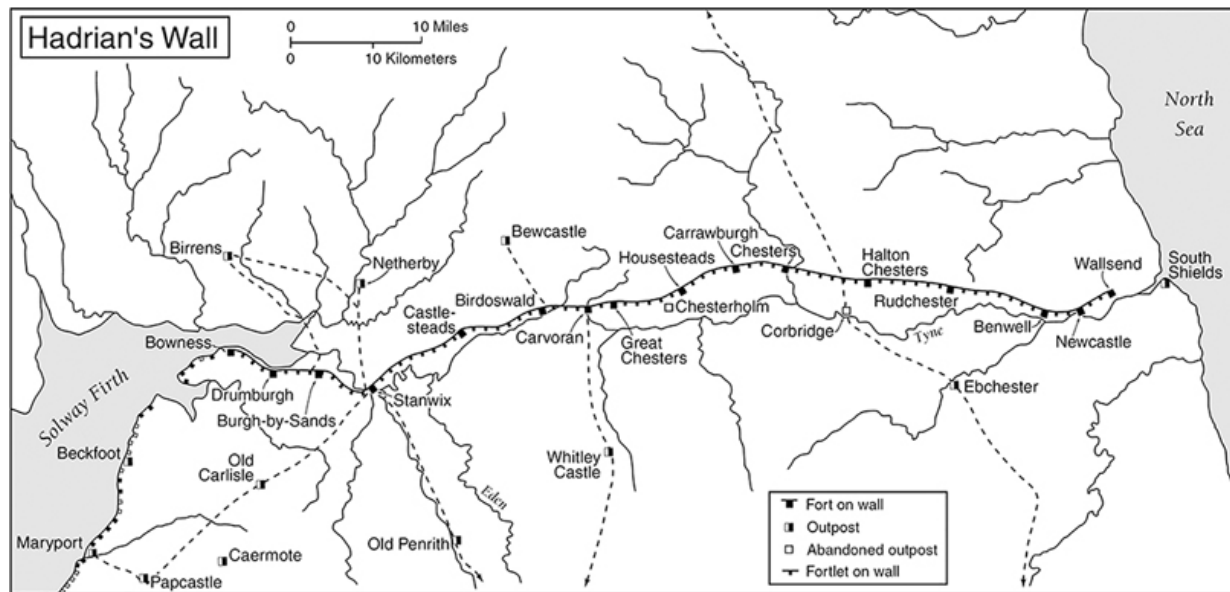 Hadrian's Wall
0 10 Miles
0 10 Kilometers
North
Sea
Birrens
Netherby
Bewcastle
Carrawburgh
Chesters
Housesteads
Halton
Chesters
Wallsend
South
Shields
Castle-
steads
Birdoswald
Chesterholm
Rudchester
Carvoran
Great
Chesters
Corbridge
Tyne
Benwell
Newcastle
Bowness
Drumburgh
Burgh-by-Sands
Stanwix
Ebchester
Solway Firth
Beckfoot
Old
Carlisle
Whitley
Castle
Eden
Maryport
Caermote
Papcastle
Old Penrith
Fort on wall
Outpost
Abandoned outpost
Fortlet on wall